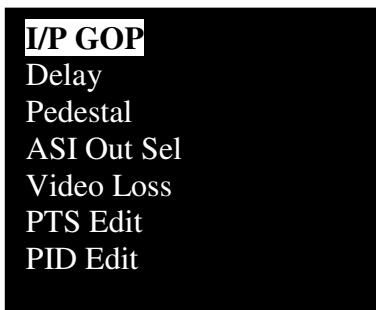 I/P GOP
Delay
Pedestal
ASI Out Sel
Video Loss
PTS Edit
PID Edit